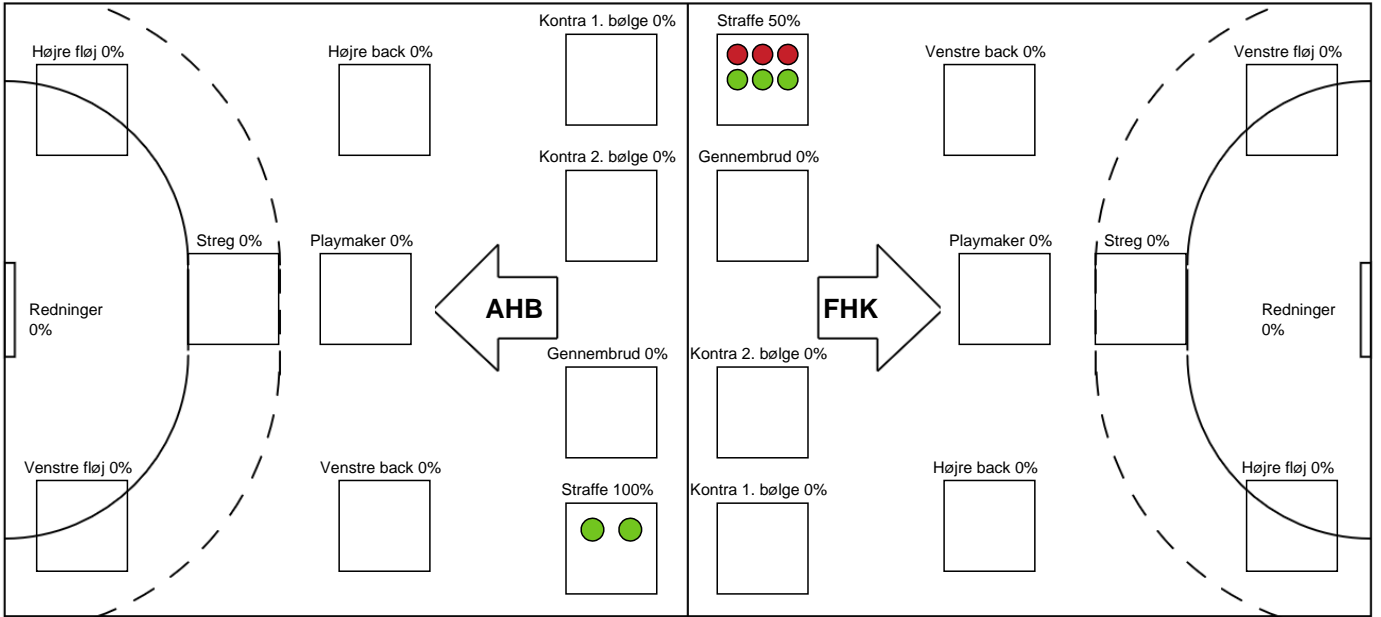 Kontra 1. bølge 0%
Straffe 50%
Højre fløj 0%
Højre back 0%
Venstre back 0%
Venstre fløj 0%
Kontra 2. bølge 0%
Gennembrud 0%
Streg 0%
Playmaker 0%
Playmaker 0%
Streg 0%
Redninger
0%
AHB
FHK
Redninger
0%
Gennembrud 0%
Kontra 2. bølge 0%
Venstre fløj 0%
Venstre back 0%
Højre back 0%
Højre fløj 0%
Straffe 100%
Kontra 1. bølge 0%